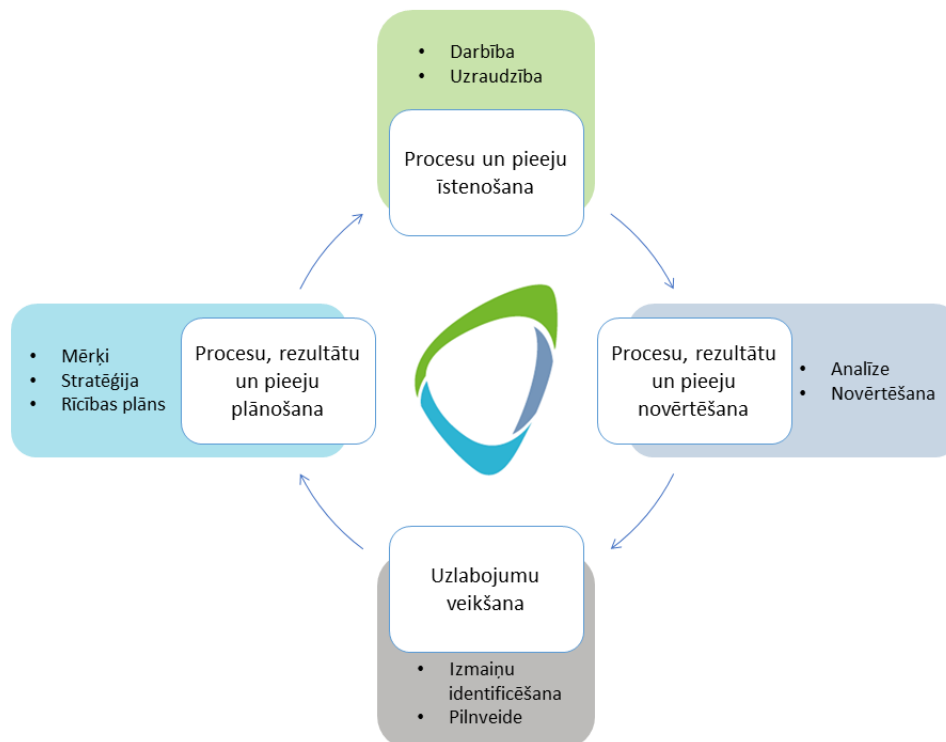 • Darbība
• Uzraudzība
Procesu un pieeju
īstenošana
• Mērķi
• Stratēģija
• Rīcības plāns
Procesu, rezultātu
un pieeju
plānošana
Procesu, rezultātu
un pieeju
novērtēšana
• Analīze
• Novērtēšana
Uzlabojumu
veikšana
• Izmaiņu
identificēšana
• Pilnveide